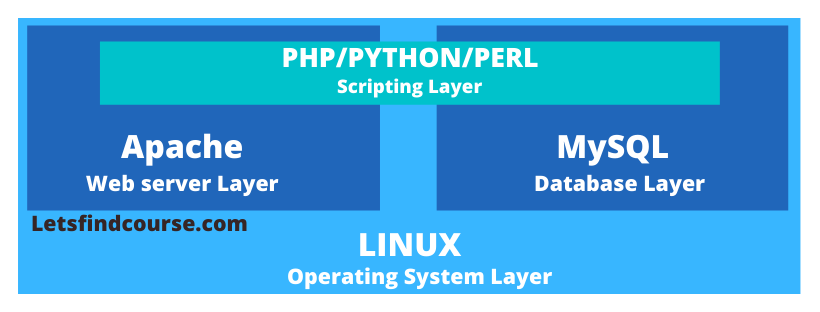 PHP/PYTHON/PERL
Scripting Layer
Apache
Web server Layer
MySQL
Database Layer
Letsfindcourse.com
LINUX
Operating System Layer